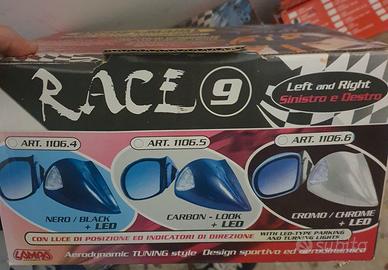 RACE 9
Left and Right
Sinistro e Destro
ART. 1106.4
ART. 1106.5
ART. 1106.6
NERO / BLACK
+ LED
CARBON - LOOK
+ LED
CROMO / CHROME
+ LED
CON LUCE DI POSIZIONE ED INDICATORI DI DIREZIONE
WITH LED-TYPE PARKING
AND TURNING LIGHTS
LAMPA
Aerodynamic TUNING style Design sportivo ed aerodinamico
subito